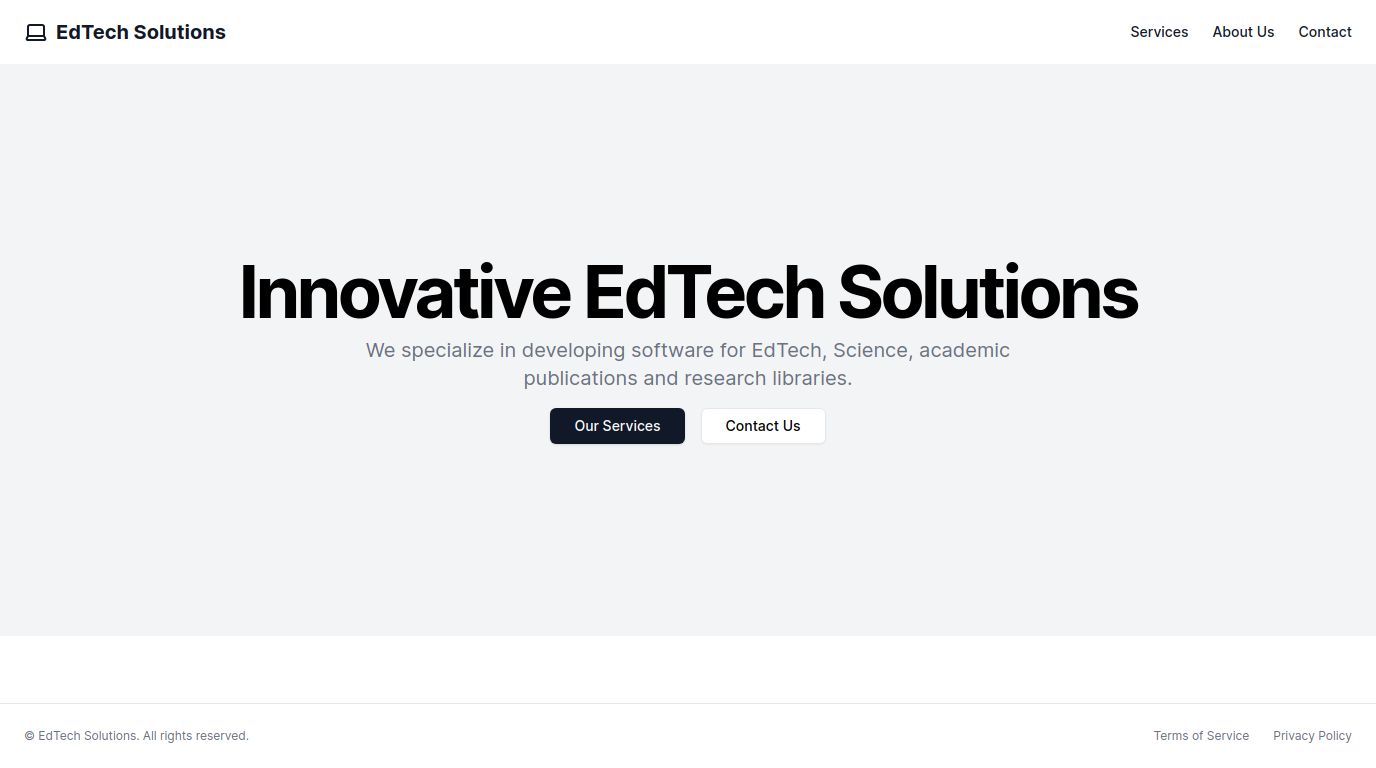 EdTech Solutions
Services
About Us
Contact
Innovative EdTech Solutions
We specialize in developing software for EdTech, Science, academic
publications and research libraries.
Our Services
Contact Us
© EdTech Solutions. All rights reserved.
Terms of Service
Privacy Policy